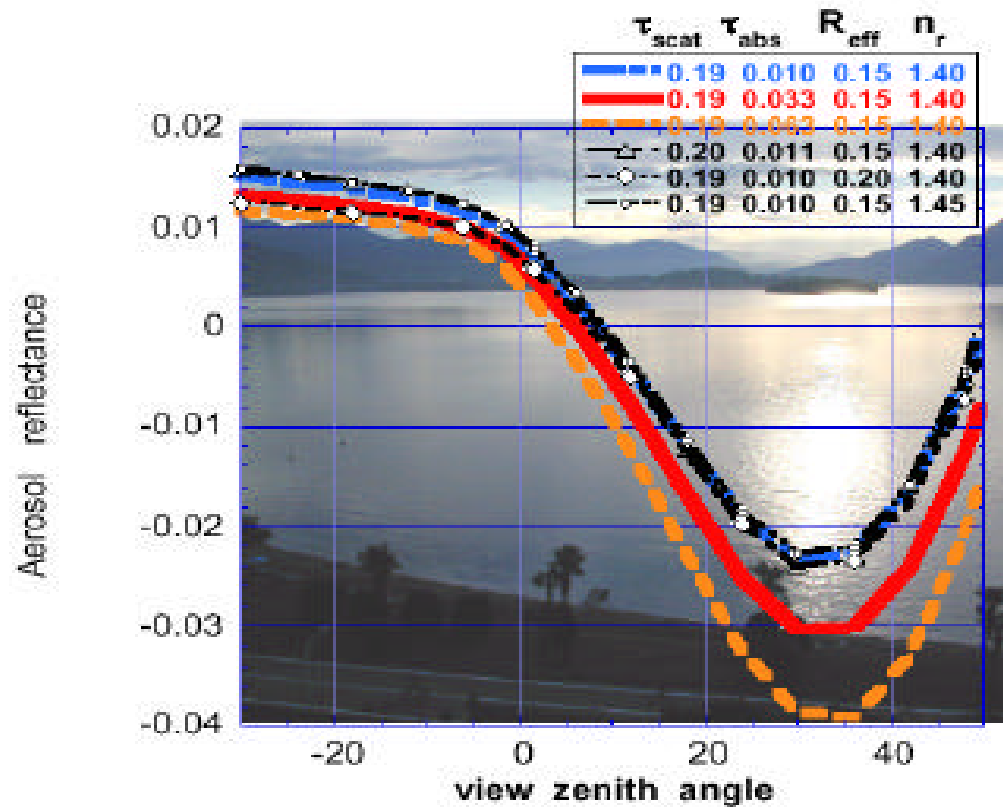 τscat τabs Reff nr
0.19 0.010 0.15 1.40
0.19 0.033 0.15 1.40
0.19 0.063 0.15 1.40
0.20 0.011 0.15 1.40
0.19 0.010 0.20 1.40
0.19 0.010 0.15 1.45
0.02
0.01
0
-0.01
-0.02
-0.03
-0.04
Aerosol reflectance
-20 0 20 40
view zenith angle